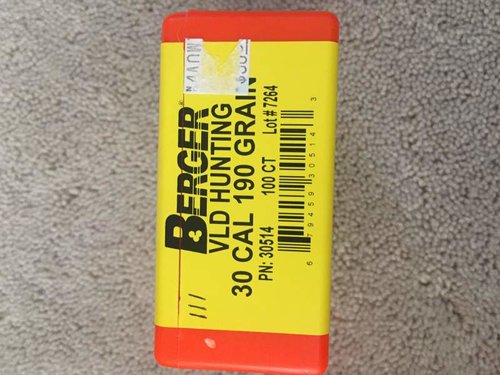 BERGER®
VLD HUNTING
30 CAL 190 GRAIN
PN: 30514 100 CT Lot # 7264
6 79459 30514 3